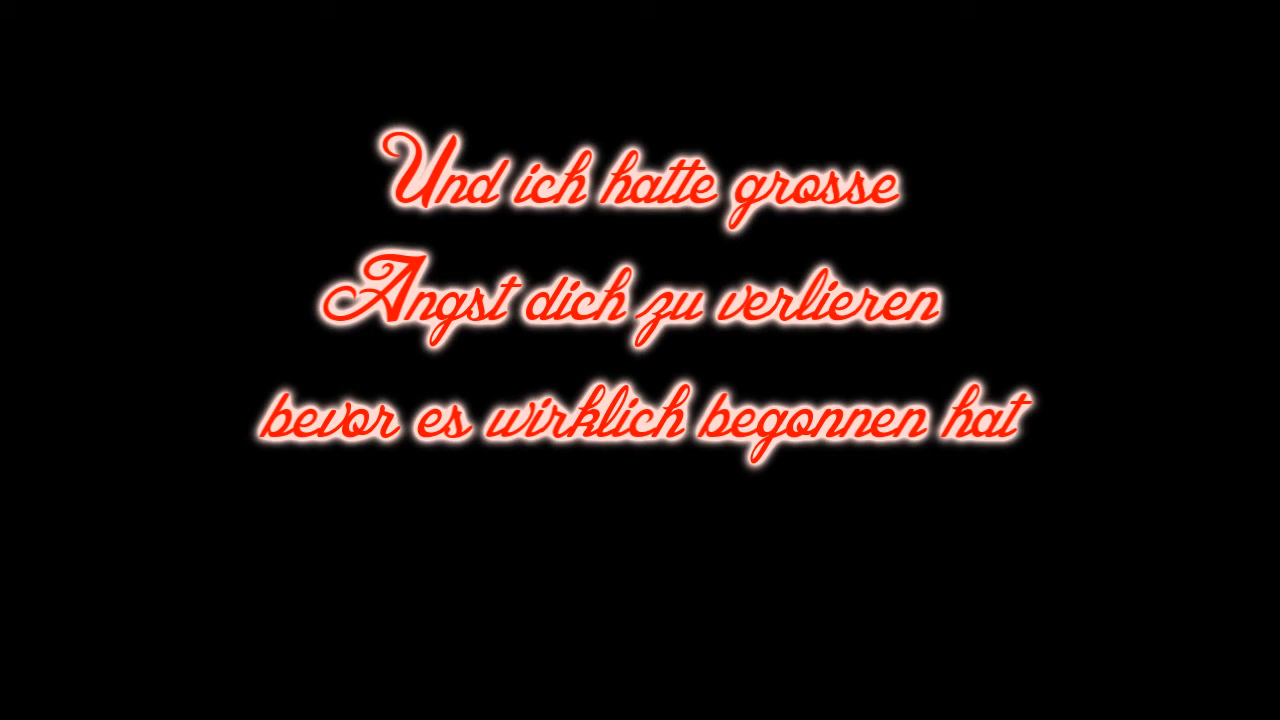 Und ich hatte grosse
Angst dich zu verlieren
bevor es wirklich begonnen hat